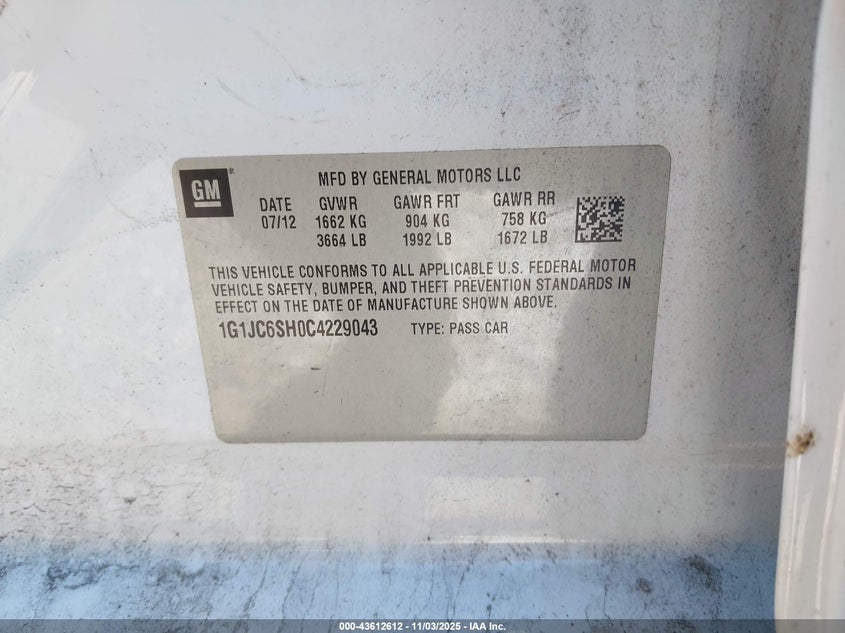 GM ®
MFD BY GENERAL MOTORS LLC
DATE GVWR GAWR FRT GAWR RR
07/12 1662 KG 904 KG 758 KG
3664 LB 1992 LB 1672 LB
THIS VEHICLE CONFORMS TO ALL APPLICABLE U.S. FEDERAL MOTOR
VEHICLE SAFETY, BUMPER, AND THEFT PREVENTION STANDARDS IN
EFFECT ON THE DATE OF MANUFACTURE SHOWN ABOVE.
1G1JC6SH0C4229043 TYPE: PASS CAR
000-43612612 - 11/03/2025 - IAA Inc.